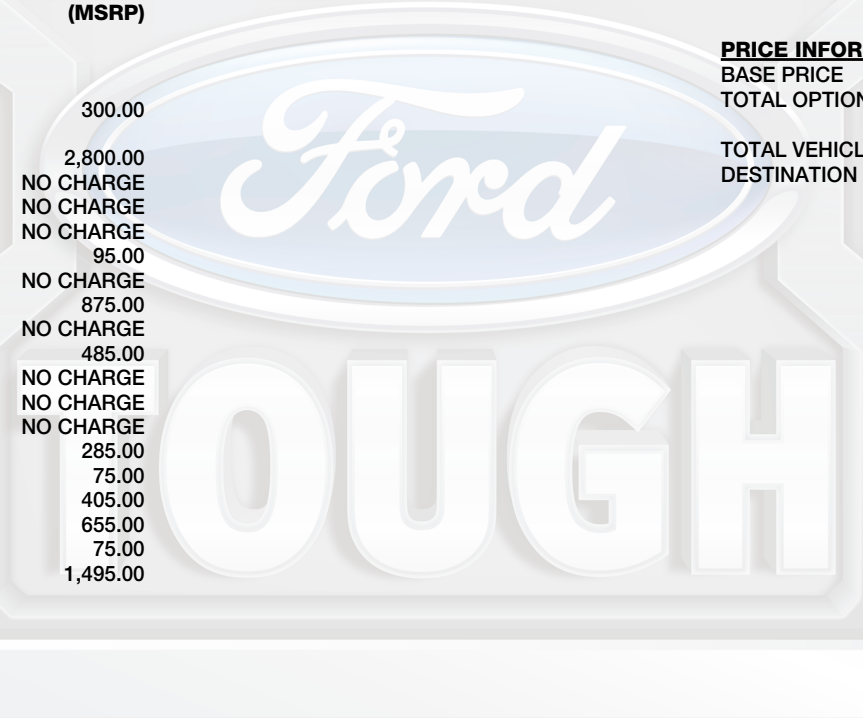 (MSRP)
300.00
2,800.00
NO CHARGE
NO CHARGE
NO CHARGE
95.00
NO CHARGE
875.00
NO CHARGE
485.00
NO CHARGE
NO CHARGE
NO CHARGE
285.00
75.00
405.00
655.00
75.00
1,495.00
PRICE INFOR
BASE PRICE
TOTAL OPTION
TOTAL VEHICL
DESTINATION
Ford
TOUGH